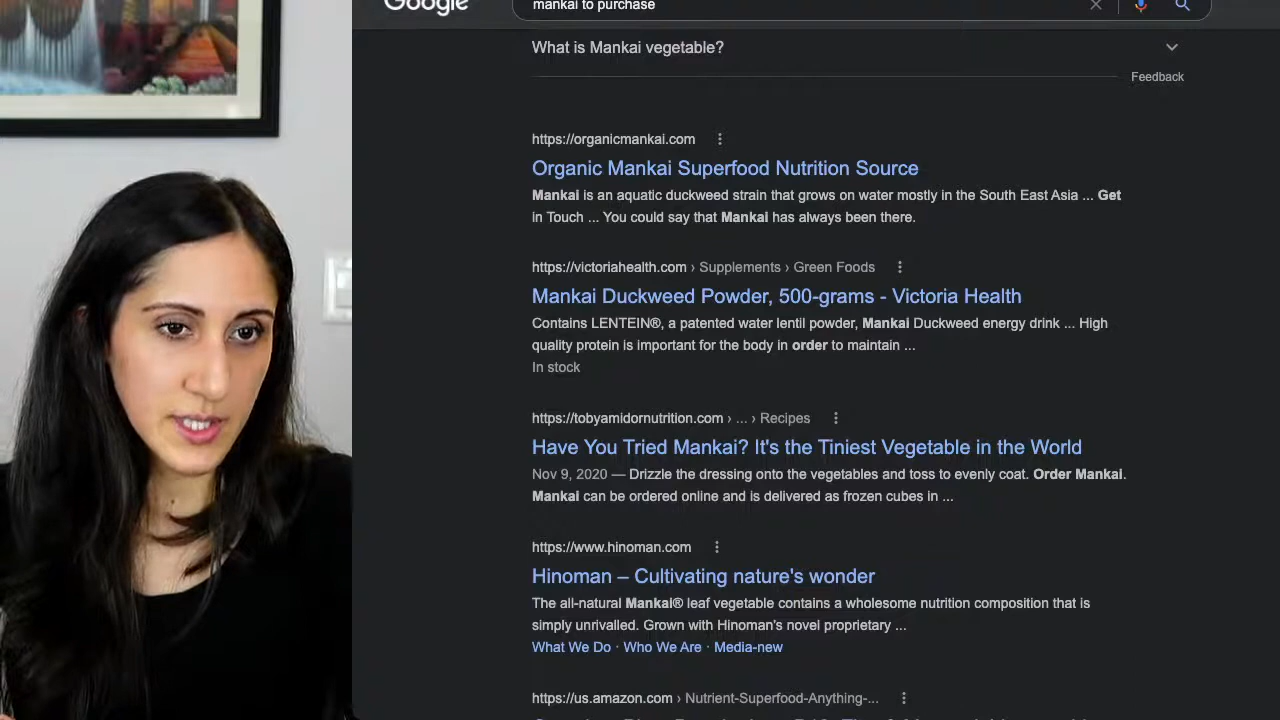 Google
mankai to purchase
What is Mankai vegetable?
Feedback
https://organicmankai.com
Organic Mankai Superfood Nutrition Source
Mankai is an aquatic duckweed strain that grows on water mostly in the South East Asia ... Get
in Touch ... You could say that Mankai has always been there.
https://victoriahealth.com › Supplements › Green Foods
Mankai Duckweed Powder, 500-grams - Victoria Health
Contains LENTEIN®, a patented water lentil powder, Mankai Duckweed energy drink ... High
quality protein is important for the body in order to maintain ...
In stock
https://tobyamidornutrition.com › ... › Recipes
Have You Tried Mankai? It's the Tiniest Vegetable in the World
Nov 9, 2020 — Drizzle the dressing onto the vegetables and toss to evenly coat. Order Mankai.
Mankai can be ordered online and is delivered as frozen cubes in ...
https://www.hinoman.com
Hinoman – Cultivating nature's wonder
The all-natural Mankai® leaf vegetable contains a wholesome nutrition composition that is
simply unrivalled. Grown with Hinoman's novel proprietary ...
What We Do · Who We Are · Media-new
https://us.amazon.com › Nutrient-Superfood-Anything-...